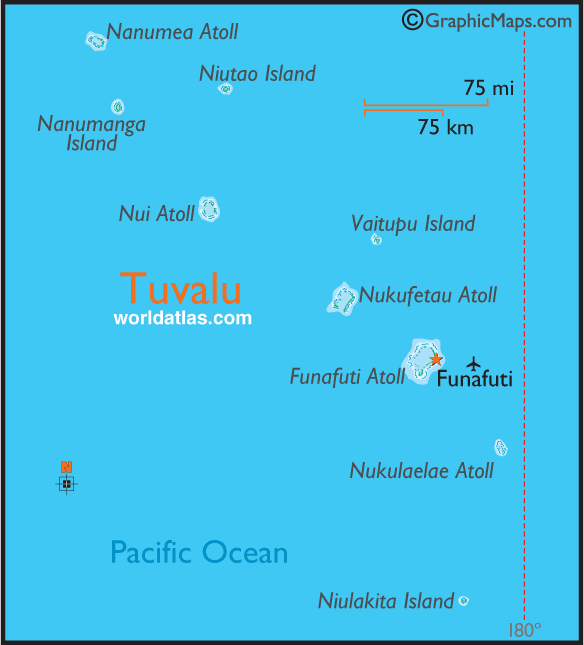 ©GraphicMaps.com
Nanumea Atoll
Niutao Island
75 mi
75 km
Nanumanga
Island
Nui Atoll
Vaitupu Island
Tuvalu
worldatlas.com
Nukufetau Atoll
Funafuti Atoll
Funafuti
N
Nukulaelae Atoll
Pacific Ocean
Niulakita Island
180°